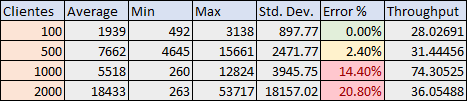 Clientes Average Min Max Std. Dev. Error % Throughput
100 1939 492 3138 897.77 0.00% 28.02691
500 7662 4645 15661 2471.77 2.40% 31.44456
1000 5518 260 12824 3945.75 14.40% 74.30525
2000 18433 263 53717 18157.02 20.80% 36.05488